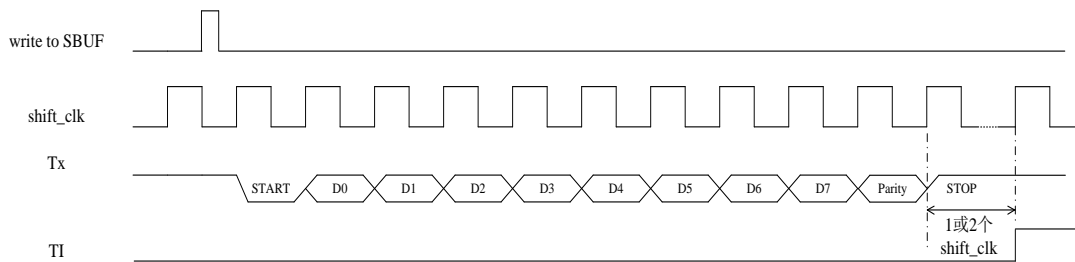 write to SBUF
shift_clk
Tx
START D0 D1 D2 D3 D4 D5 D6 D7 Parity STOP
1或2个
shift_clk
TI